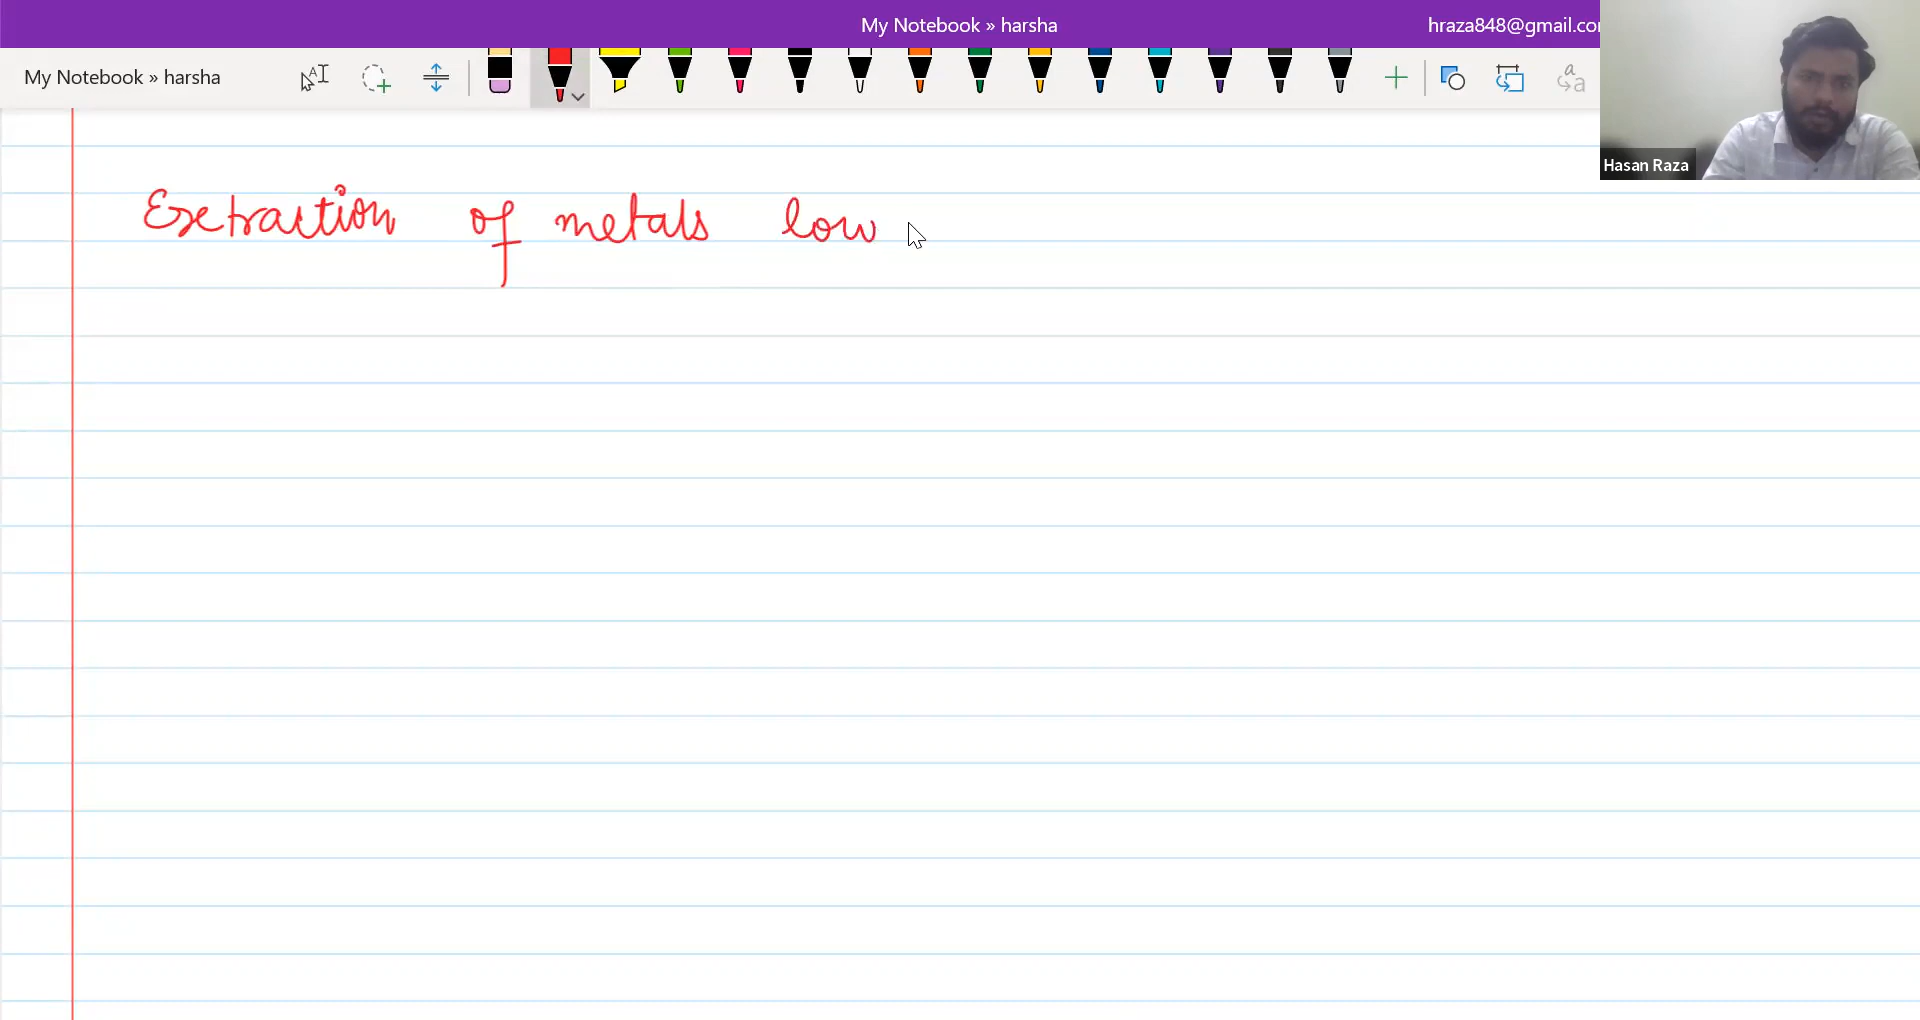 My Notebook » harsha
hraza848@gmail.co
My Notebook » harsha
Hasan Raza
Extraction of metals low